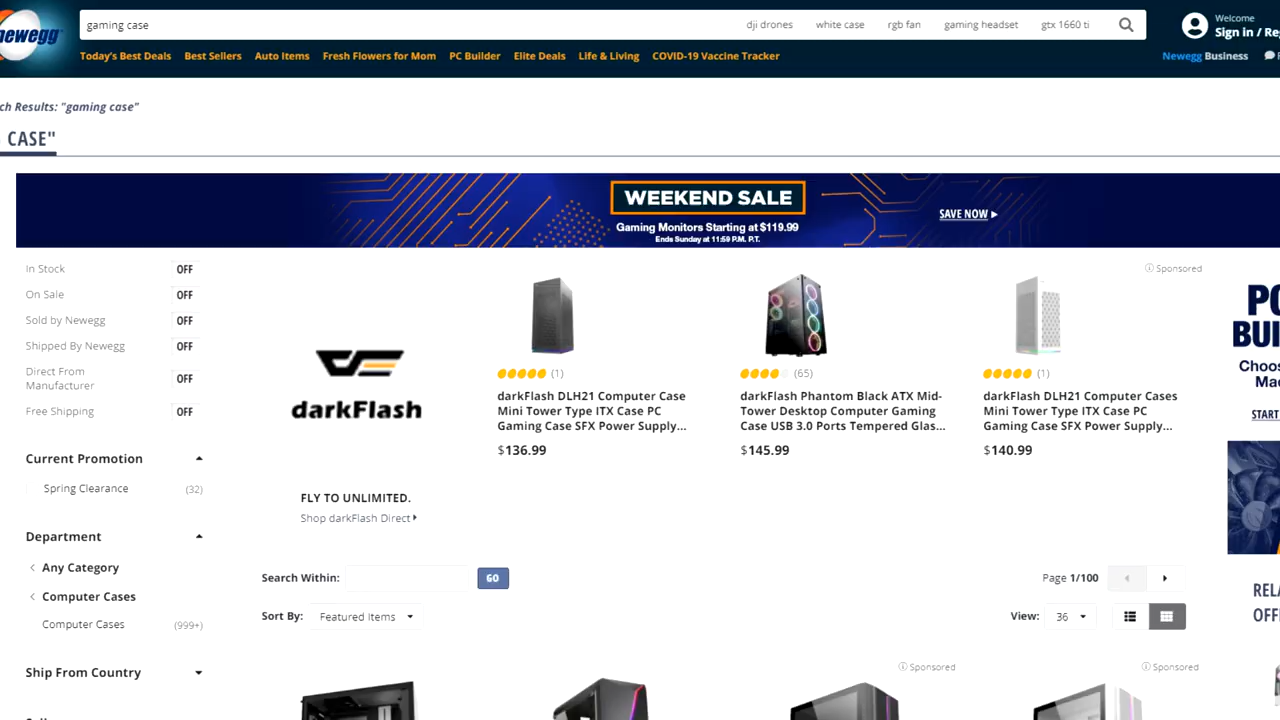 newegg
gaming case
dji drones
white case
rgb fan
gaming headset
gtx 1660 ti
Welcome
Sign in / Reg
Today's Best Deals
Best Sellers
Auto Items
Fresh Flowers for Mom
PC Builder
Elite Deals
Life & Living
COVID-19 Vaccine Tracker
Newegg Business
ch Results: "gaming case"
CASE"
WEEKEND SALE
Gaming Monitors Starting at $119.99
Ends Sunday at 11:59 P.M. P.T.
SAVE NOW
In Stock OFF
On Sale OFF
Sold by Newegg OFF
Shipped By Newegg OFF
Direct From
Manufacturer OFF
Free Shipping OFF
Current Promotion
Spring Clearance (32)
Department
Any Category
Computer Cases
Computer Cases (999+)
Ship From Country
darkFlash
FLY TO UNLIMITED.
Shop darkFlash Direct
Sponsored
(1)
darkFlash DLH21 Computer Case
Mini Tower Type ITX Case PC
Gaming Case SFX Power Supply...
$136.99
(65)
darkFlash Phantom Black ATX Mid-
Tower Desktop Computer Gaming
Case USB 3.0 Ports Tempered Glas...
$145.99
(1)
darkFlash DLH21 Computer Cases
Mini Tower Type ITX Case PC
Gaming Case SFX Power Supply...
$140.99
Search Within:
GO
Page 1/100
Sort By: Featured Items
View: 36
Sponsored
Sponsored
PC
BUI
Choos
Ma
START
RELA
OFFI